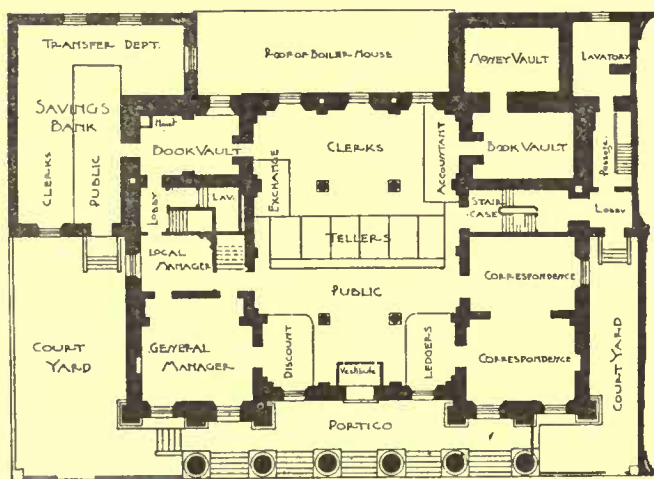 TRANSFER DEPT.
ROOF OF BOILER HOUSE
MONEY VAULT
LAVATORY
SAVINGS
BANK
CLERKS
PUBLIC
BOOK VAULT
CLERKS
EXCHANGE
ACCOUNTANT
BOOK VAULT
Passage
LOBBY
LAV.
STAIR
CASE
LOBBY
TELLERS
LOCAL
MANAGER
PUBLIC
CORRESPONDENCE
COURT
YARD
GENERAL
MANAGER
DISCOUNT
Vestibule
LEDGERS
CORRESPONDENCE
COURT YARD
PORTICO